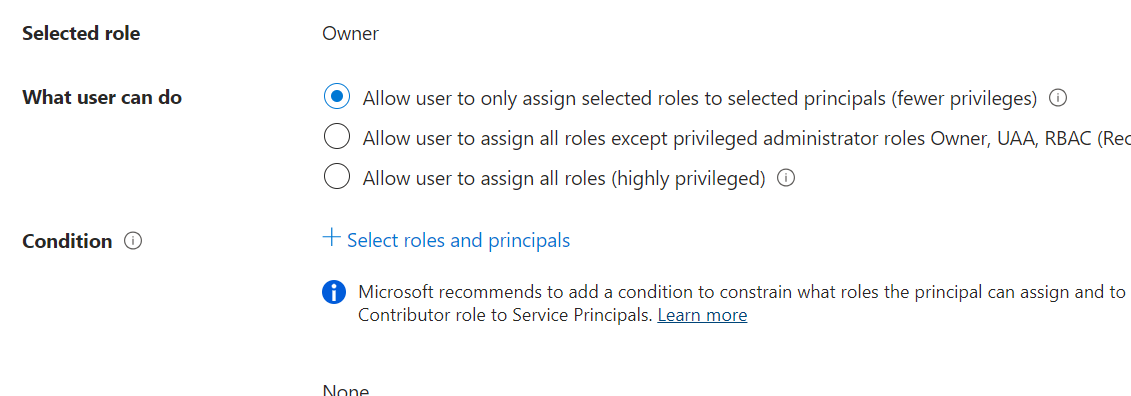 Selected role
Owner
What user can do
Allow user to only assign selected roles to selected principals (fewer privileges)
Allow user to assign all roles except privileged administrator roles Owner, UAA, RBAC (Rec
Allow user to assign all roles (highly privileged)
Condition
+ Select roles and principals
Microsoft recommends to add a condition to constrain what roles the principal can assign and to
Contributor role to Service Principals. Learn more
None